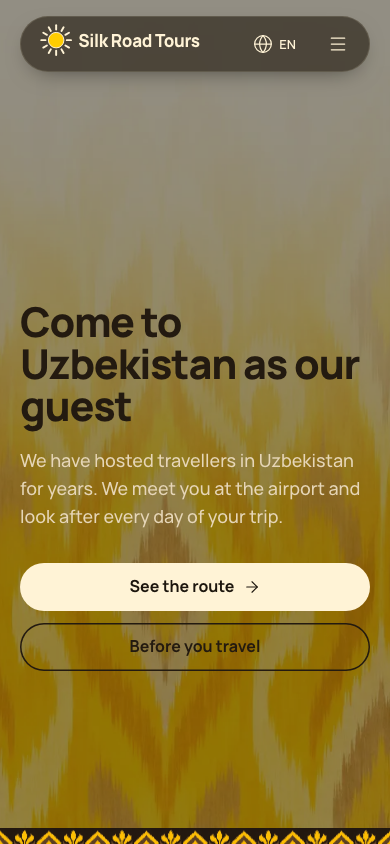 Silk Road Tours
EN
Come to
Uzbekistan as our
guest
We have hosted travellers in Uzbekistan
for years. We meet you at the airport and
look after every day of your trip.
See the route
Before you travel